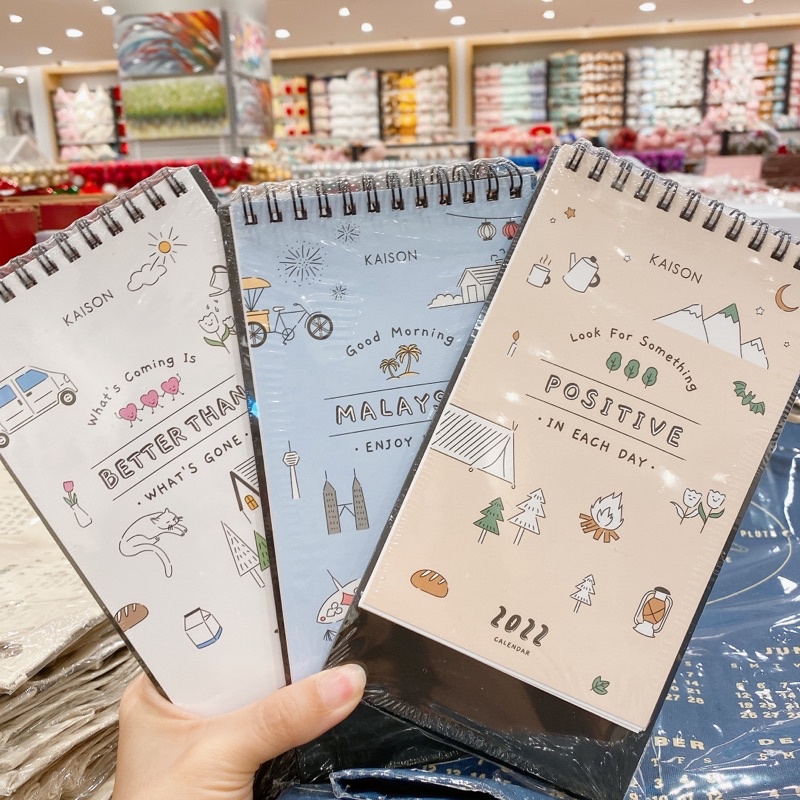 KAISON
What's Coming Is
BETTER THAN
· WHAT'S GONE ·
KAISON
Good Morning
MALAYS
· ENJOY
KAISON
Look For Something
POSITIVE
· IN EACH DAY ·
2022
CALENDAR